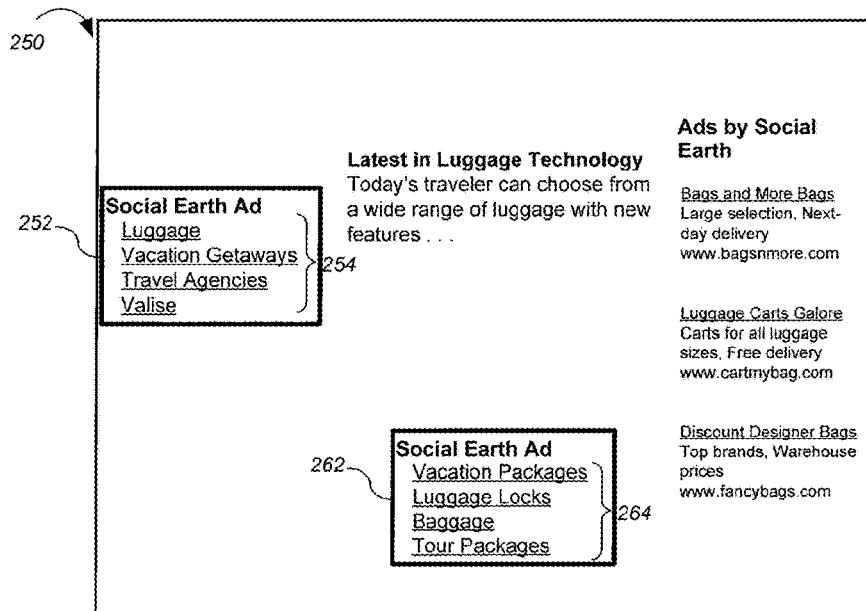 250
252
Social Earth Ad
Luggage
Vacation Getaways
Travel Agencies
Valise
254
Latest in Luggage Technology
Today's traveler can choose from
a wide range of luggage with new
features . . .
Ads by Social
Earth
Bags and More Bags
Large selection, Next-
day delivery
www.bagsnmore.com
Luggage Carts Galore
Carts for all luggage
sizes, Free delivery
www.cartmybag.com
Discount Designer Bags
Top brands, Warehouse
prices
www.fancybags.com
262
Social Earth Ad
Vacation Packages
Luggage Locks
Baggage
Tour Packages
264